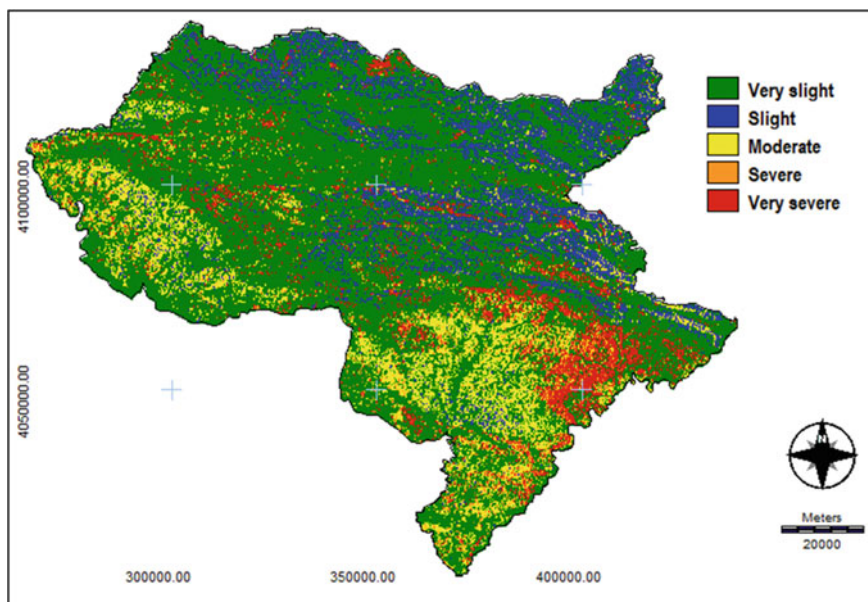 Very slight
Slight
Moderate
Severe
Very severe
4100000.00
4050000.00
N
Meters
20000
300000.00
350000.00
400000.00